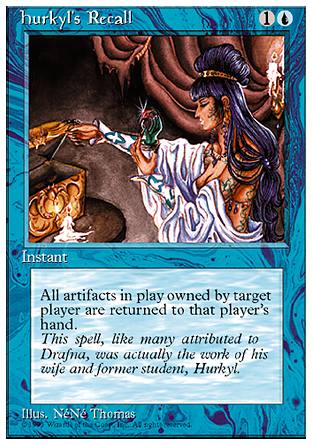 Hurkyl's Recall 1
Instant
All artifacts in play owned by target
player are returned to that player's
hand.
This spell, like many attributed to
Drafna, was actually the work of his
wife and former student, Hurkyl.
Illus. NéNé Thomas